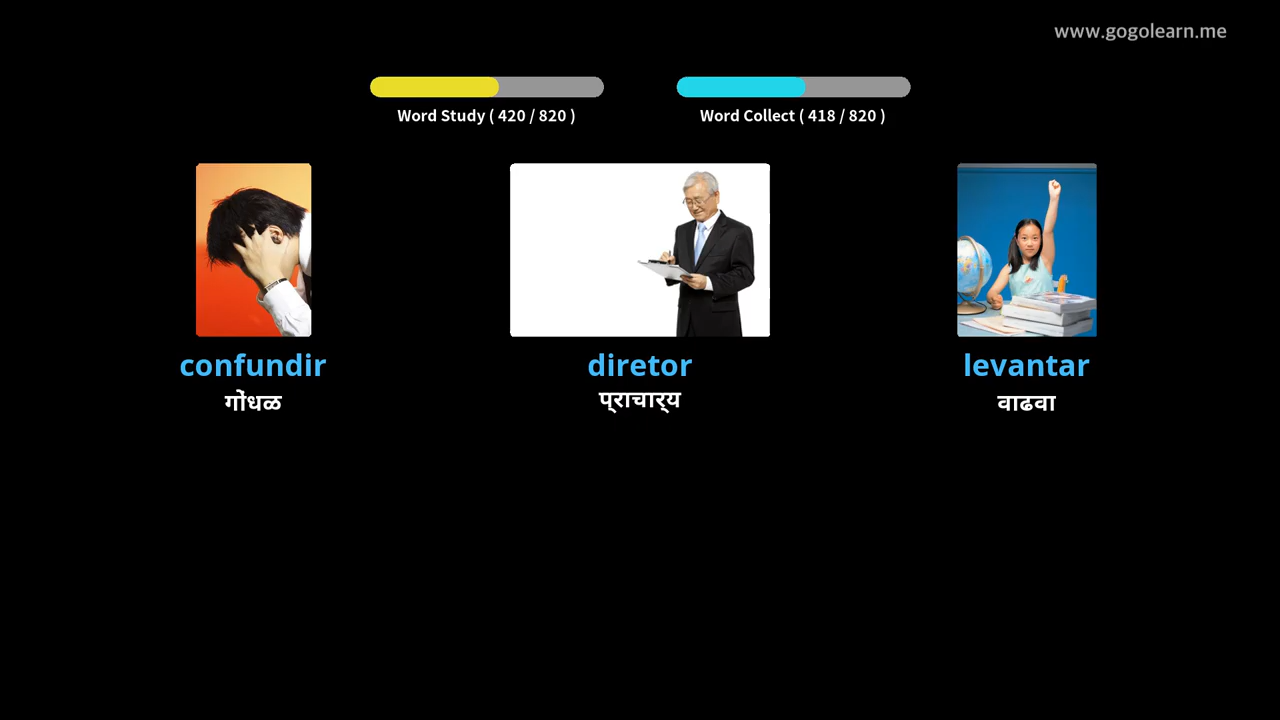 www.gogolearn.me
Word Study ( 420 / 820 )
Word Collect ( 418 / 820 )
confundir
गोंधळ
diretor
प्राचार्य
levantar
वाढवा